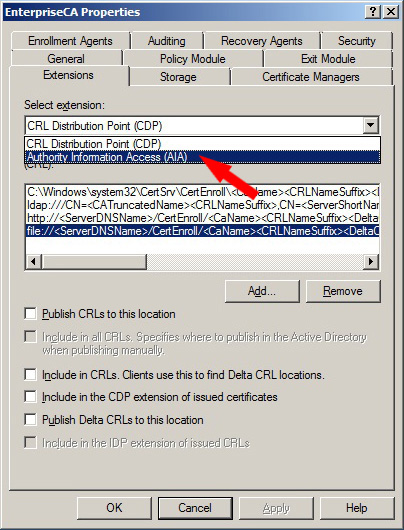 EnterpriseCA Properties
Enrollment Agents Auditing Recovery Agents Security
General Policy Module Exit Module
Extensions Storage Certificate Managers
Select extension:
CRL Distribution Point (CDP)
CRL Distribution Point (CDP)
Authority Information Access (AIA)
(CRL).
C:\Windows\system32\CertSrv\CertEnroll\<CaName><CRLNameSuffix><
ldap:///CN=<CATruncatedName><CRLNameSuffix>,CN=<ServerShortNa
http://<ServerDNSName>/CertEnroll/<CaName><CRLNameSuffix><Delta
file://<ServerDNSName>/CertEnroll/<CaName><CRLNameSuffix><DeltaC
Add... Remove
Publish CRLs to this location
Include in all CRLs. Specifies where to publish in the Active Directory
when publishing manually.
Include in CRLs. Clients use this to find Delta CRL locations.
Include in the CDP extension of issued certificates
Publish Delta CRLs to this location
Include in the IDP extension of issued CRLs
OK Cancel Apply Help